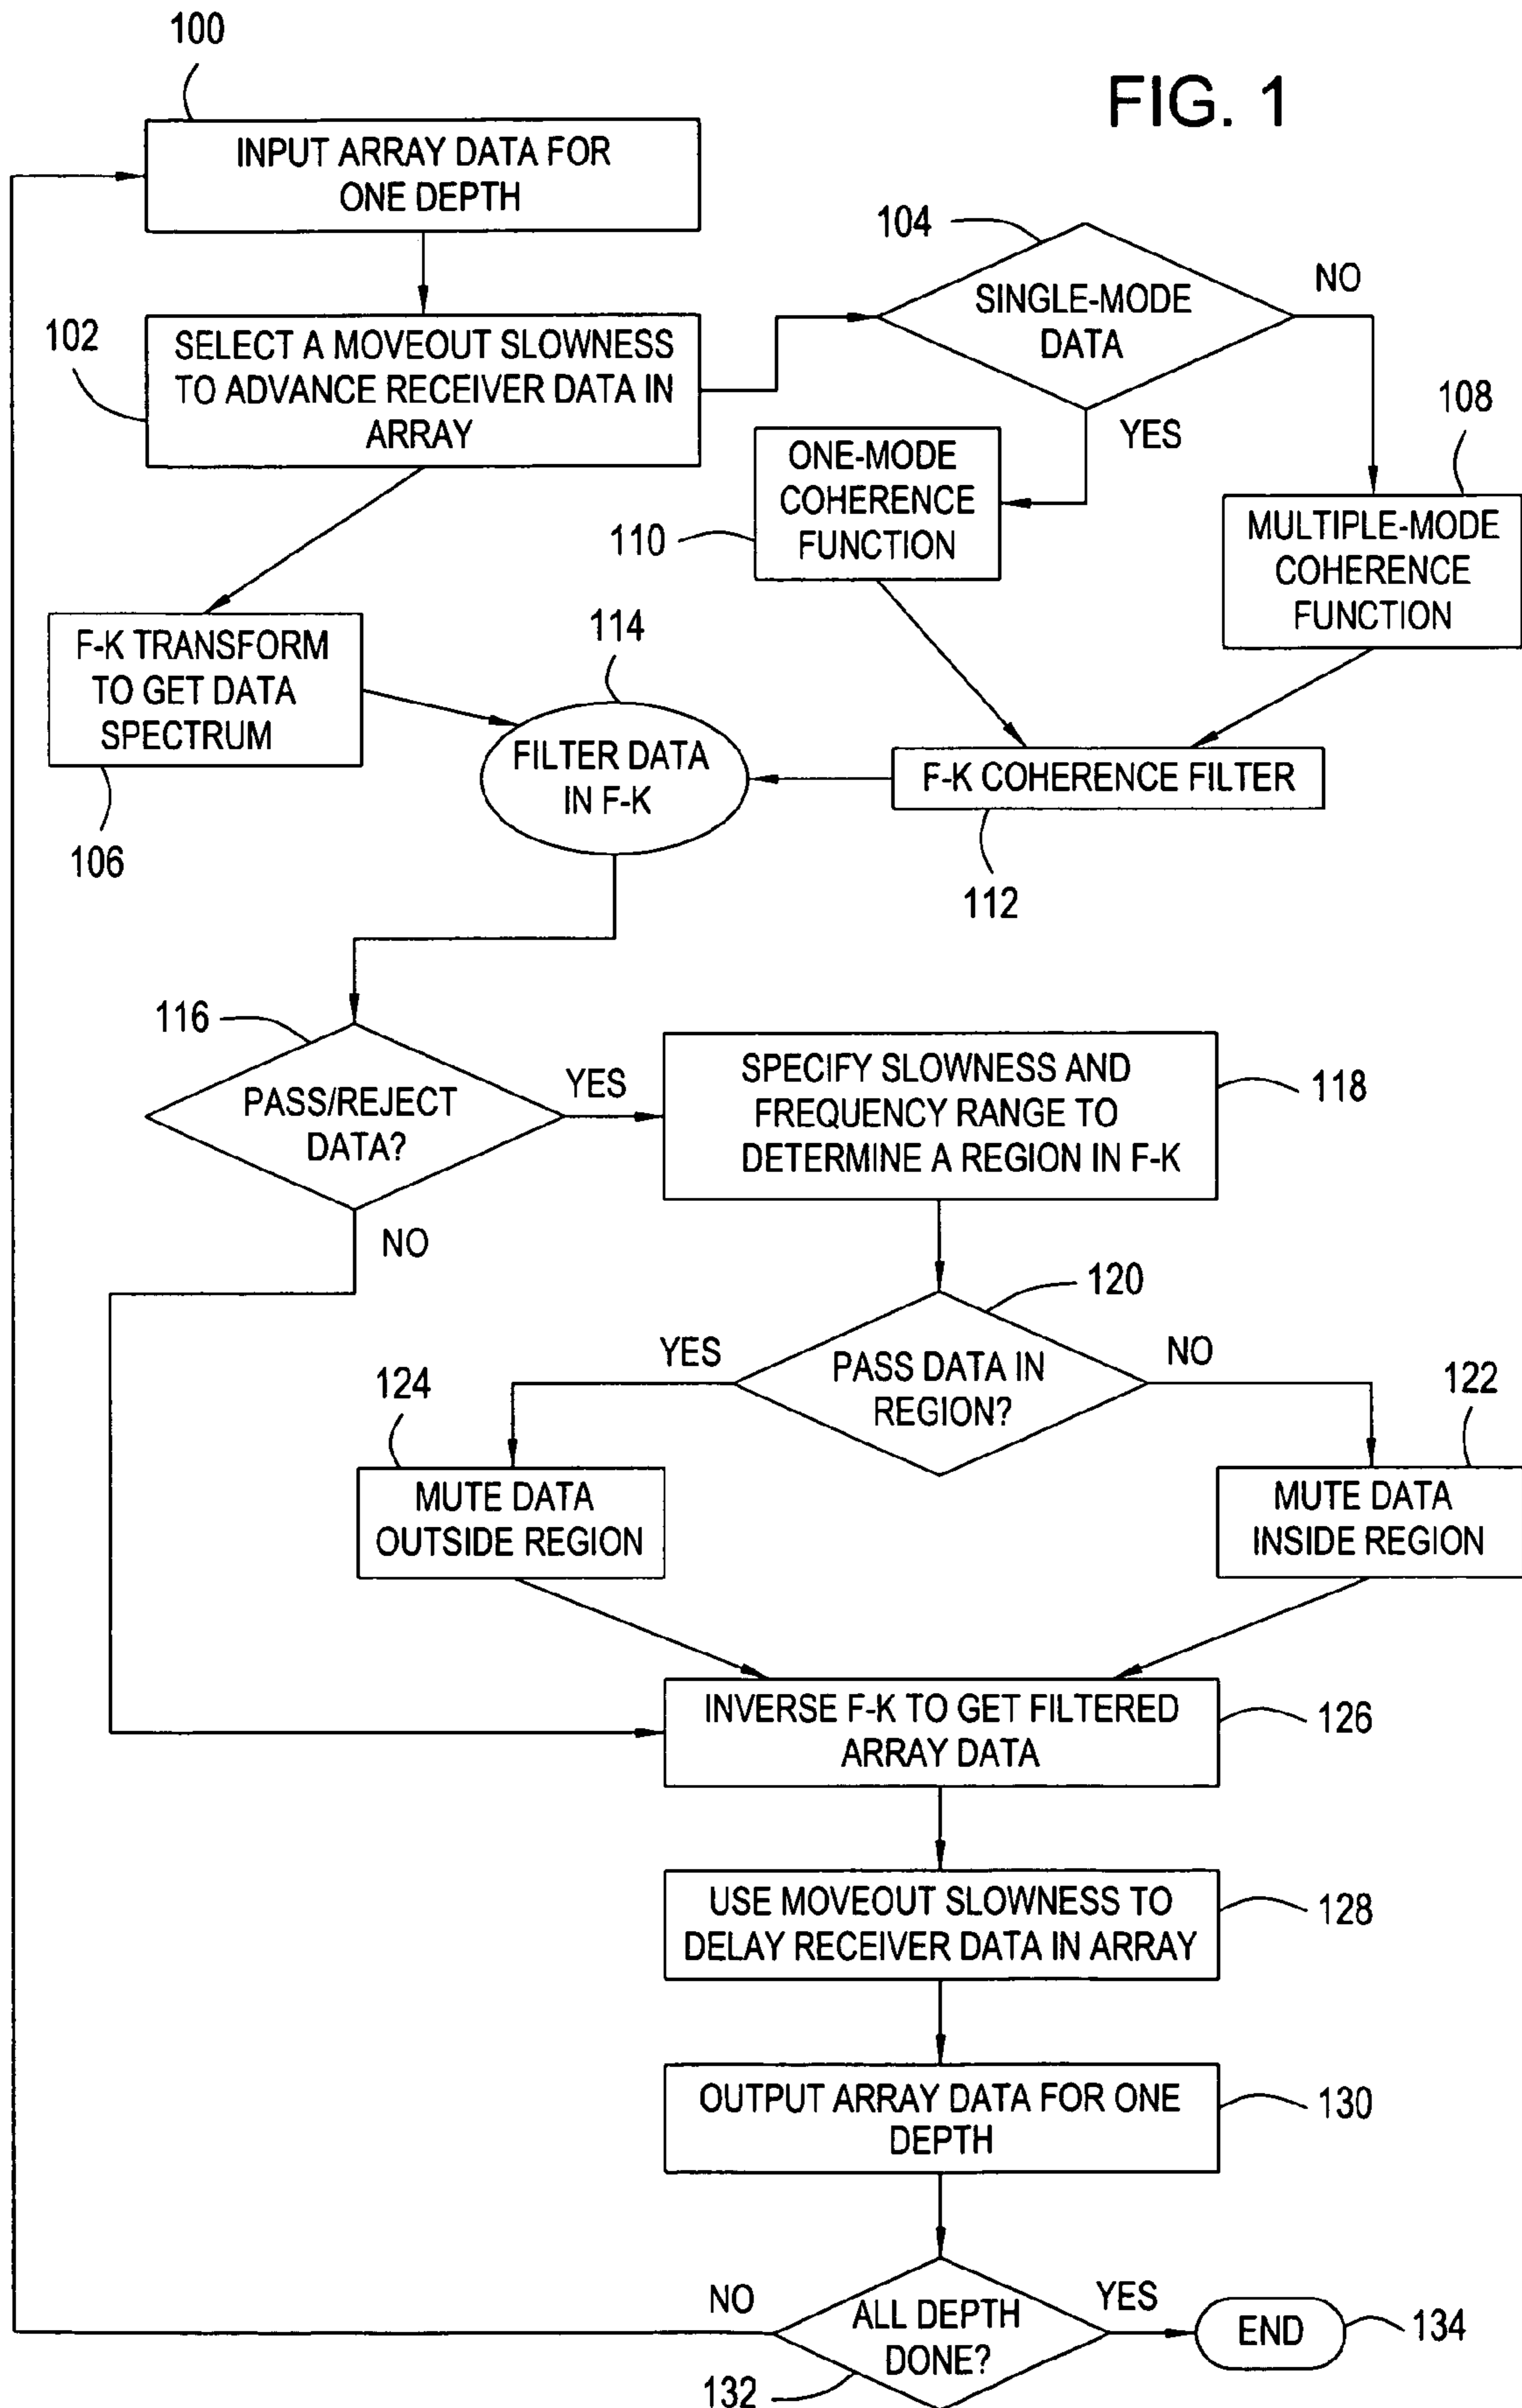 100
FIG. 1
INPUT ARRAY DATA FOR
ONE DEPTH
104
SINGLE-MODE
DATA
NO
YES
102
SELECT A MOVEOUT SLOWNESS
TO ADVANCE RECEIVER DATA IN
ARRAY
108
ONE-MODE
COHERENCE
FUNCTION
110
MULTIPLE-MODE
COHERENCE
FUNCTION
F-K TRANSFORM
TO GET DATA
SPECTRUM
106
114
FILTER DATA
IN F-K
F-K COHERENCE FILTER
112
116
PASS/REJECT
DATA?
YES
NO
SPECIFY SLOWNESS AND
FREQUENCY RANGE TO
DETERMINE A REGION IN F-K
118
120
PASS DATA IN
REGION?
YES
NO
124
122
MUTE DATA
OUTSIDE REGION
MUTE DATA
INSIDE REGION
INVERSE F-K TO GET FILTERED
ARRAY DATA
126
USE MOVEOUT SLOWNESS TO
DELAY RECEIVER DATA IN ARRAY
128
OUTPUT ARRAY DATA FOR ONE
DEPTH
130
NO
ALL DEPTH
DONE?
YES
END
134
132